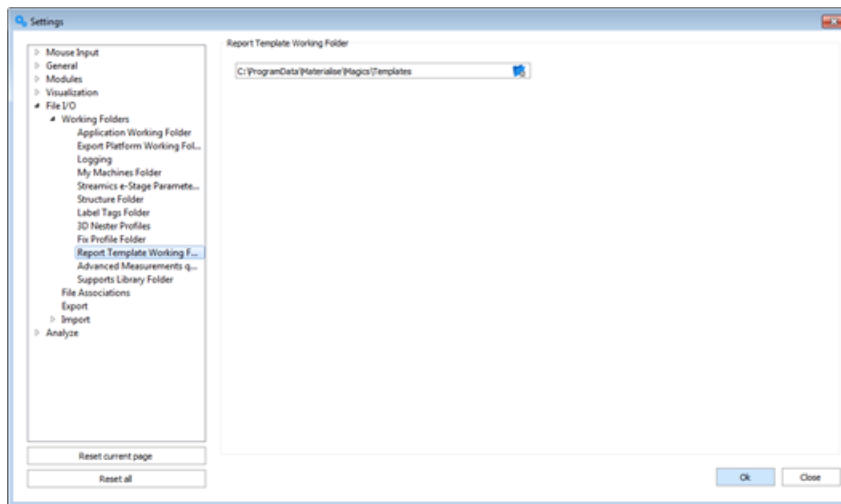 Settings
Mouse Input
General
Modules
Visualization
File I/O
Working Folders
Application Working Folder
Export Platform Working Fol...
Logging
My Machines Folder
Streamics e-Stage Paramete...
Structure Folder
Label Tags Folder
3D Nester Profiles
Fix Profile Folder
Report Template Working F...
Advanced Measurements q...
Supports Library Folder
File Associations
Export
Import
Analyze
Reset current page
Reset all
Report Template Working Folder
C:\ProgramData\Materialise\Magics\Templates
Ok
Close